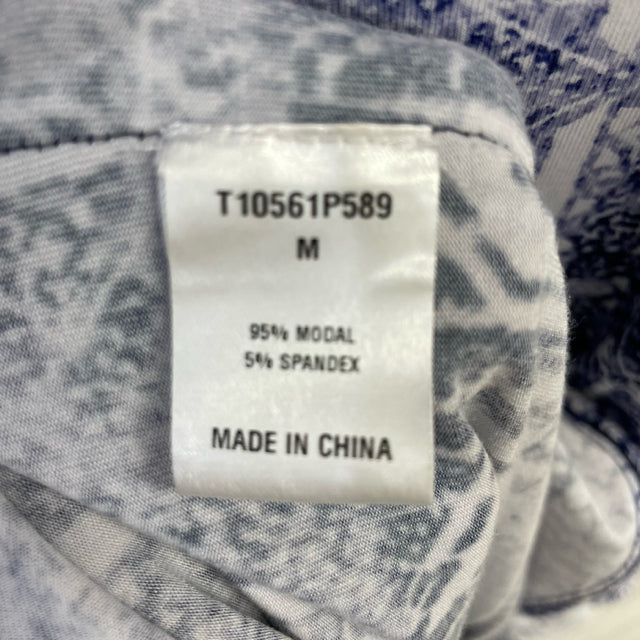 T10561P589
M
95% MODAL
5% SPANDEX
MADE IN CHINA